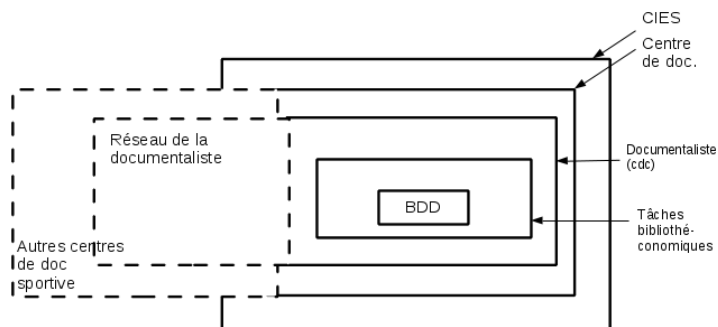 CIES
Centre
de doc.
Réseau de la
documentaliste
Documentaliste
(cdc)
BDD
Tâches
bibliothé-
conomiques
Autres centres
de doc
sportive